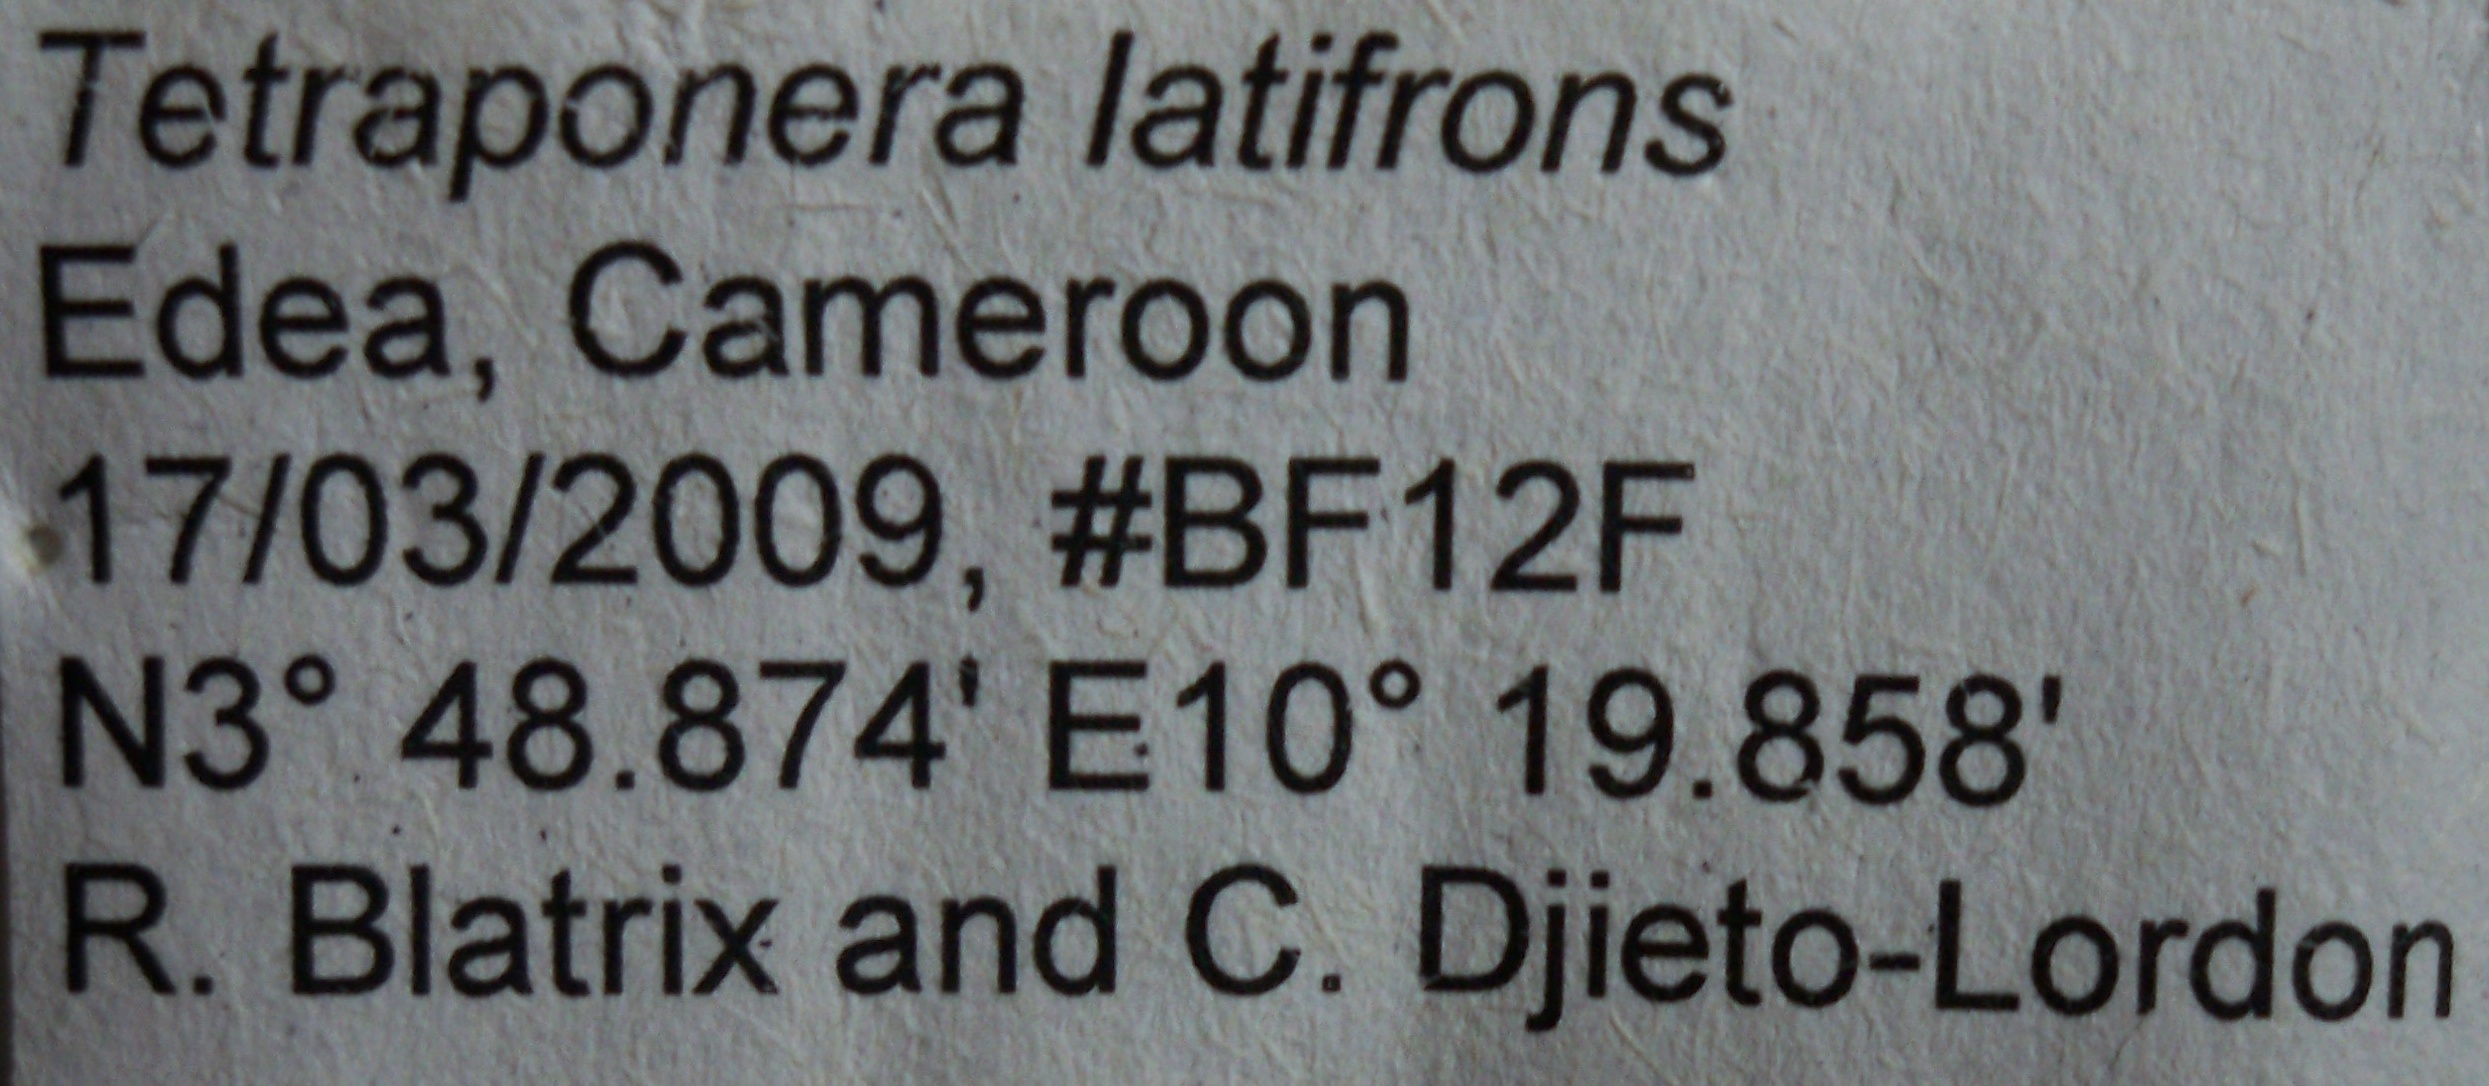 Tetraponera latifrons
Edea, Cameroon
17/03/2009, #BF12F
N3° 48.874' E10° 19.858'
R. Blatrix and C. Djieto-Lordon